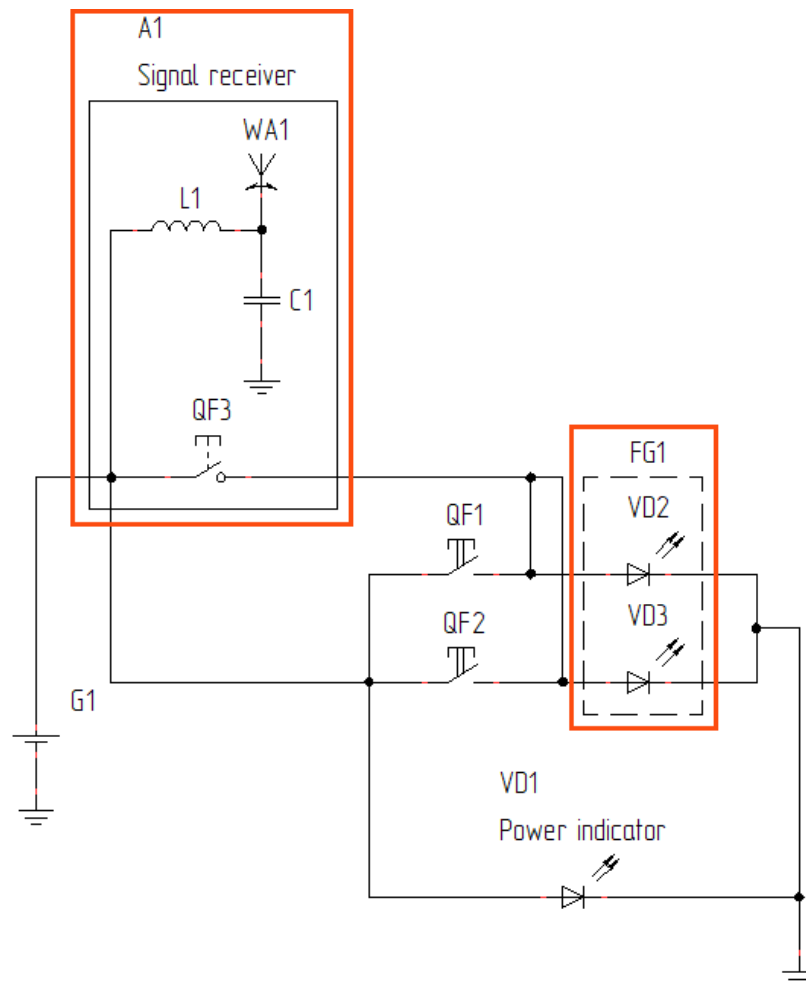 A1
Signal receiver
WA1
L1
C1
QF3
FG1
VD2
QF1
VD3
QF2
G1
VD1
Power indicator